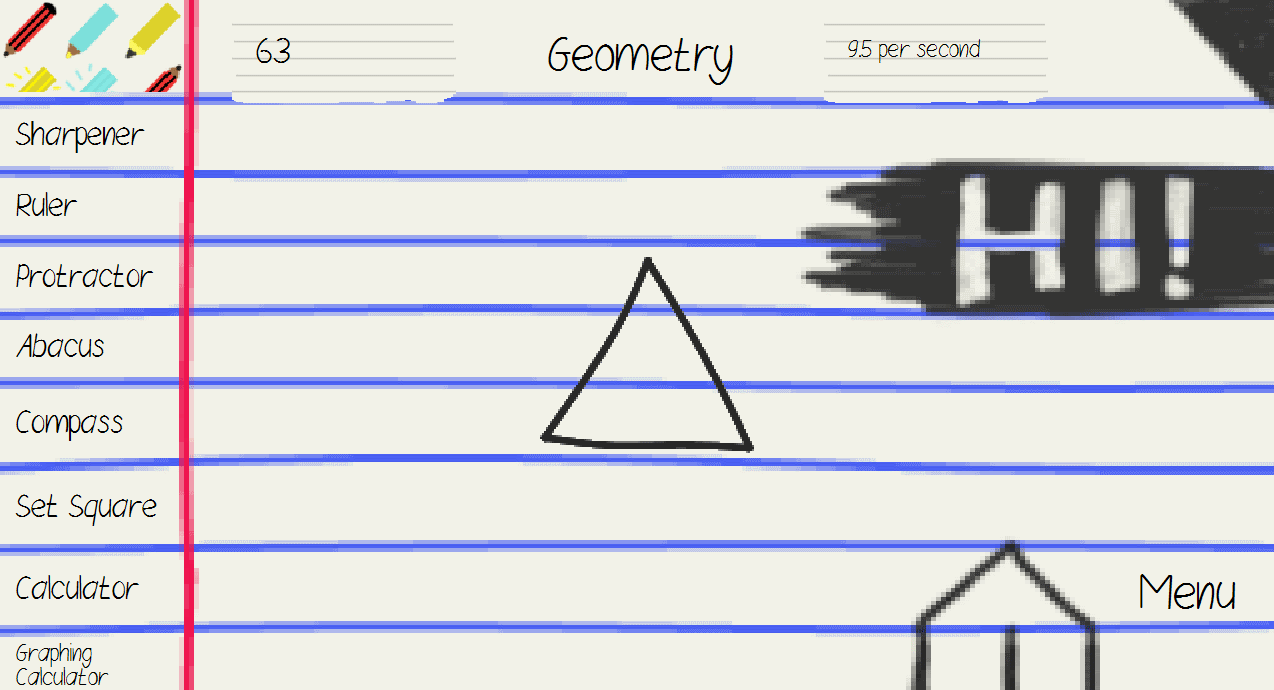 63
Geometry
9.5 per second
Sharpener
Ruler
HI!
Protractor
Abacus
Compass
Set Square
Calculator
Menu
Graphing
Calculator